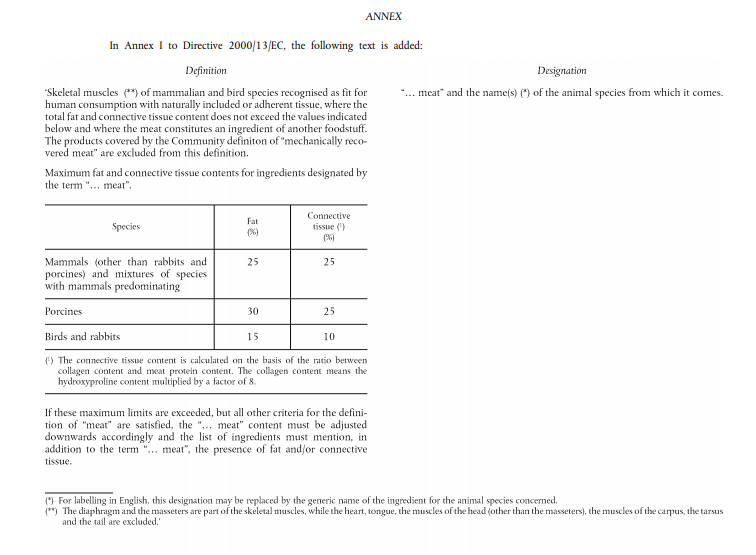 ANNEX
In Annex I to Directive 2000/13/EC, the following text is added:
Definition
Designation
‘Skeletal muscles (**) of mammalian and bird species recognised as fit for
human consumption with naturally included or adherent tissue, where the
total fat and connective tissue content does not exceed the values indicated
below and where the meat constitutes an ingredient of another foodstuff.
The products covered by the Community definiton of “mechanically reco-
vered meat” are excluded from this definition.
“… meat” and the name(s) (*) of the animal species from which it comes.
Maximum fat and connective tissue contents for ingredients designated by
the term “… meat”.
Species
Fat
(%)
Connective
tissue (¹)
(%)
Mammals (other than rabbits and
porcines) and mixtures of species
with mammals predominating
25
25
Porcines
30
25
Birds and rabbits
15
10
(¹) The connective tissue content is calculated on the basis of the ratio between
collagen content and meat protein content. The collagen content means the
hydroxyproline content multiplied by a factor of 8.
If these maximum limits are exceeded, but all other criteria for the defini-
tion of “meat” are satisfied, the “… meat” content must be adjusted
downwards accordingly and the list of ingredients must mention, in
addition to the term “… meat”, the presence of fat and/or connective
tissue.
(*) For labelling in English, this designation may be replaced by the generic name of the ingredient for the animal species concerned.
(**) The diaphragm and the masseters are part of the skeletal muscles, while the heart, tongue, the muscles of the head (other than the masseters), the muscles of the carpus, the tarsus
and the tail are excluded.’